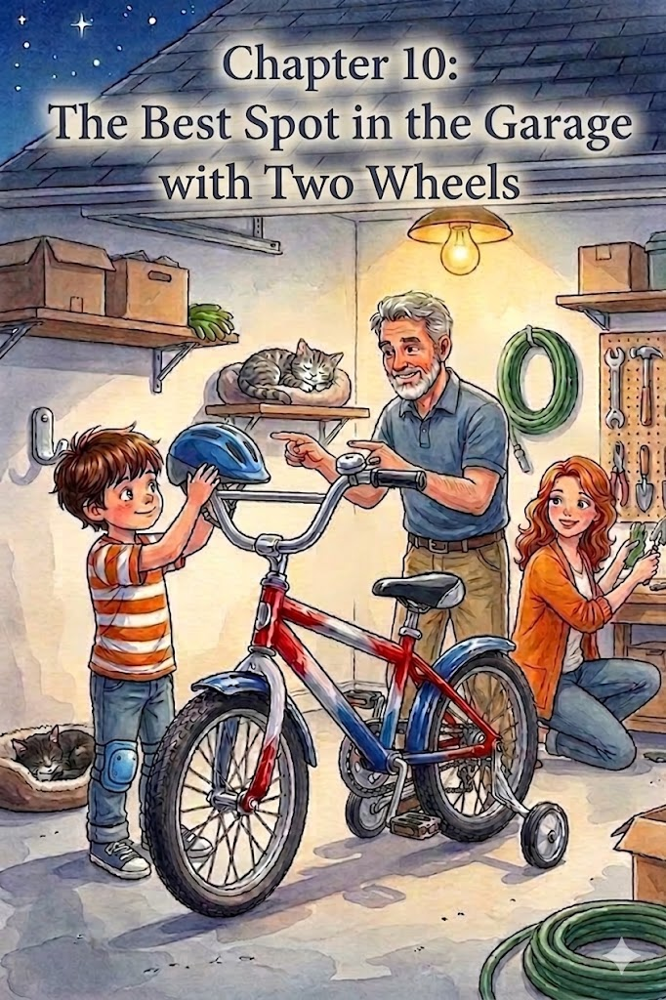 Chapter 10:
The Best Spot in the Garage
with Two Wheels